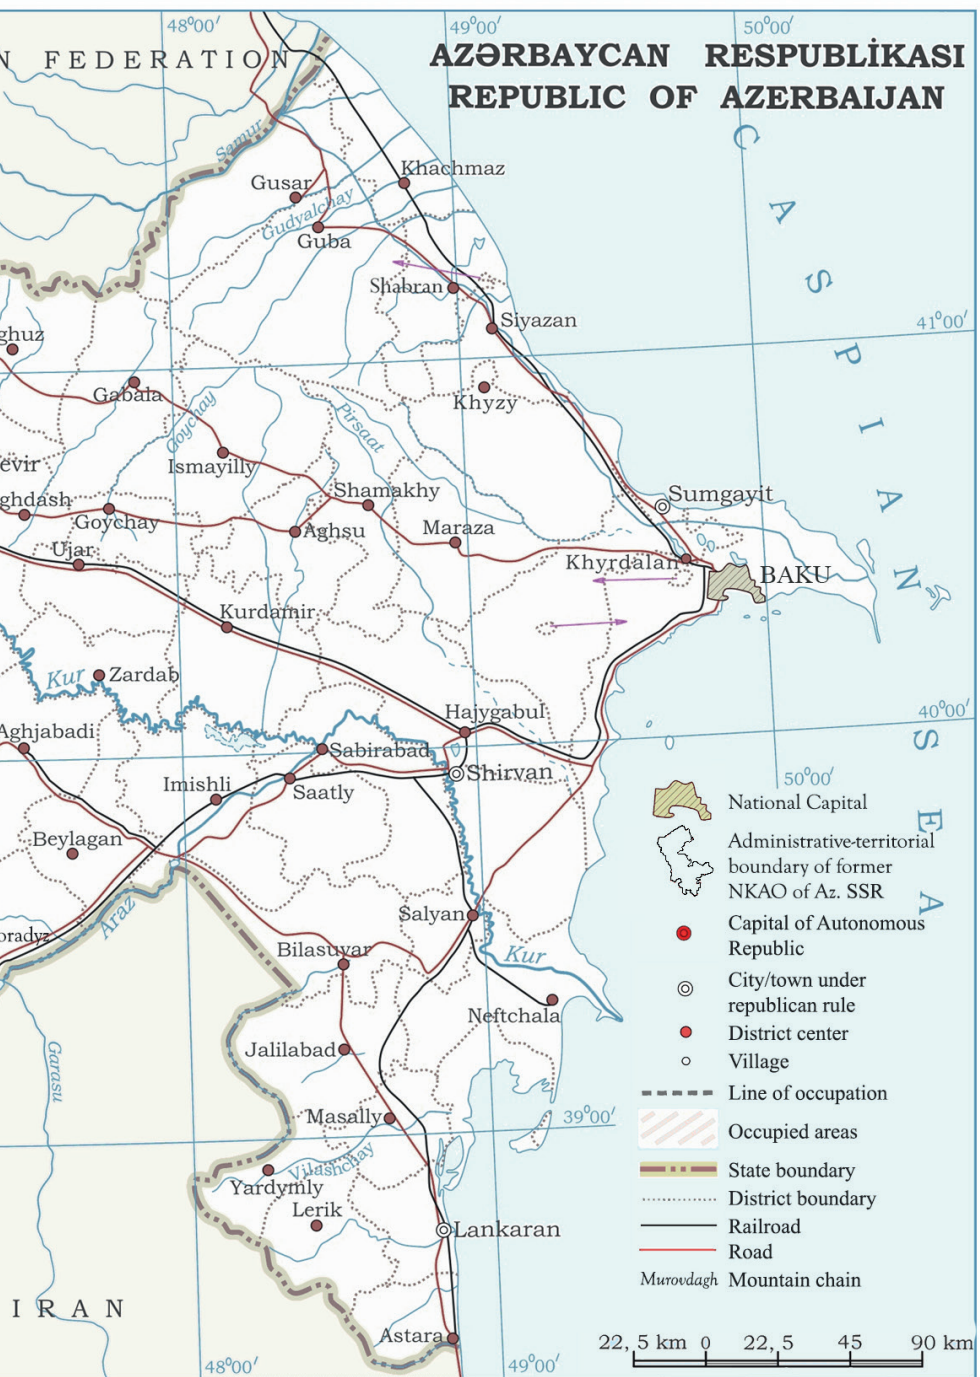 48°00′
49°00′
50°00′
N FEDERATION
AZƏRBAYCAN RESPUBLİKASI
REPUBLIC OF AZERBAIJAN
CASPIAN SEA
Samur
Khachmaz
Gusar
Gudyalchay
Guba
Shabran
Siyazan
41°00′
ghuz
Gabala
Khyzy
Goychay
Pirsaat
evir
Ismayilly
ghdash
Shamakhy
Sumgayit
Goychay
Aghsu
Maraza
Ujar
Khyrdalan
BAKU
Kurdamir
Kur
Zardab
40°00′
Aghjabadi
Hajygabul
Sabirabad
Shirvan
50°00′
Imishli
Saatly
National Capital
Beylagan
Administrative-territorial
boundary of former
NKAO of Az. SSR
Araz
Salyan
Capital of Autonomous
Republic
oradyz
Bilasuvar
Kur
City/town under
republican rule
Neftchala
District center
Jalilabad
Village
Garasu
Line of occupation
Masally
39°00′
Occupied areas
Vilashchay
State boundary
Yardymly
District boundary
Lerik
Railroad
Lankaran
Road
Murovdagh Mountain chain
IRAN
Astara
22,5 km 0 22,5 45 90 km
48°00′
49°00′